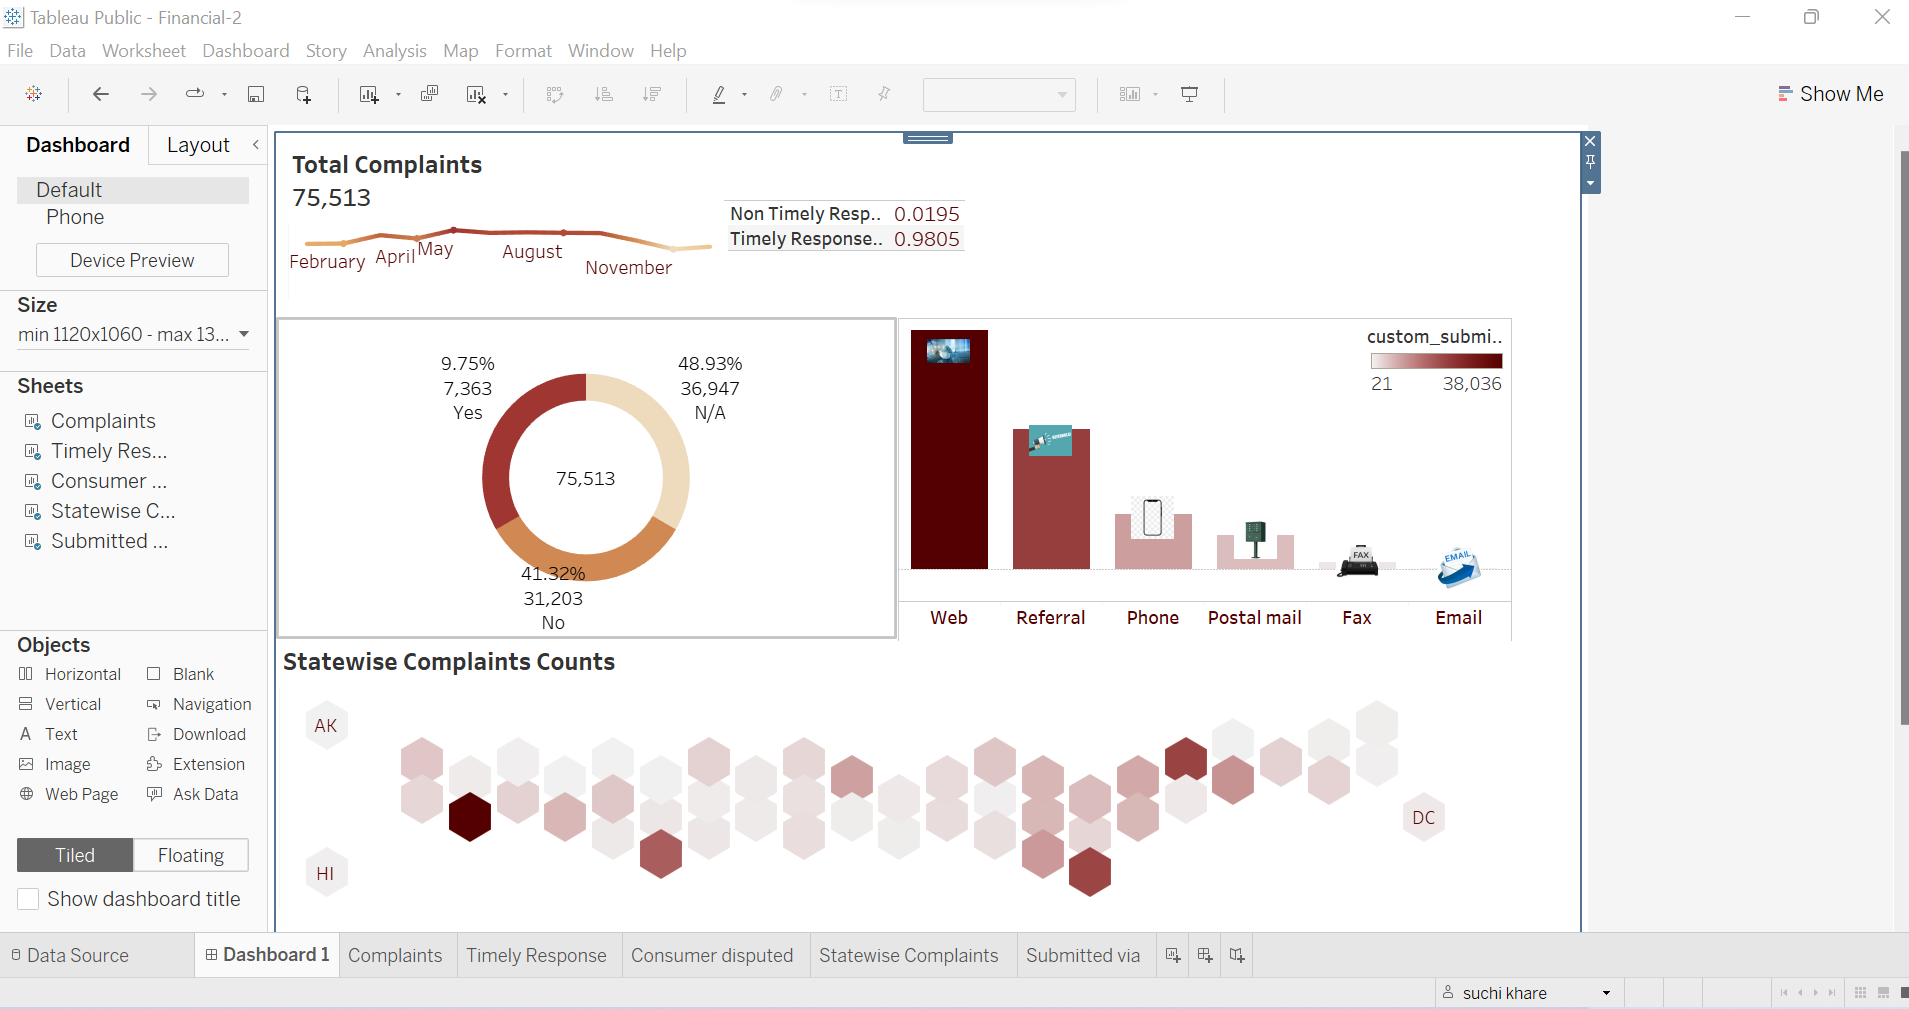 Tableau Public - Financial-2
File Data Worksheet Dashboard Story Analysis Map Format Window Help
Show Me
Dashboard Layout
Default
Phone
Device Preview
Size
min 1120x1060 - max 13...
Sheets
Complaints
Timely Res...
Consumer ...
Statewise C...
Submitted ...
Objects
Horizontal Blank
Vertical Navigation
Text Download
Image Extension
Web Page Ask Data
Tiled Floating
Show dashboard title
Total Complaints
75,513
February April May August November
Non Timely Resp.. 0.0195
Timely Response.. 0.9805
9.75%
7,363
Yes
48.93%
36,947
N/A
75,513
41.32%
31,203
No
custom_submi..
21 38,036
FAX
EMAIL
Web Referral Phone Postal mail Fax Email
Statewise Complaints Counts
AK
DC
HI
Data Source Dashboard 1 Complaints Timely Response Consumer disputed Statewise Complaints Submitted via
suchi khare